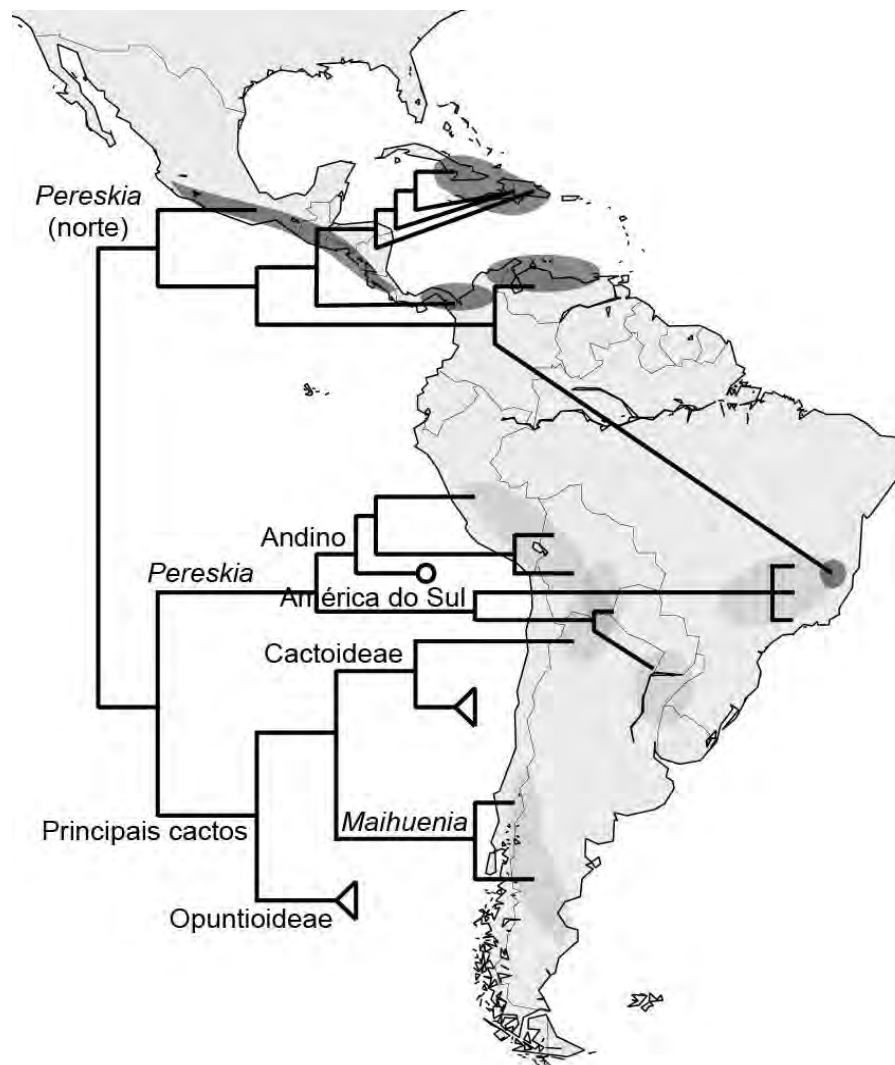 Pereskia
(norte)
Andino
Pereskia
América do Sul
Cactoideae
Maihuenia
Principais cactos
Opuntioideae